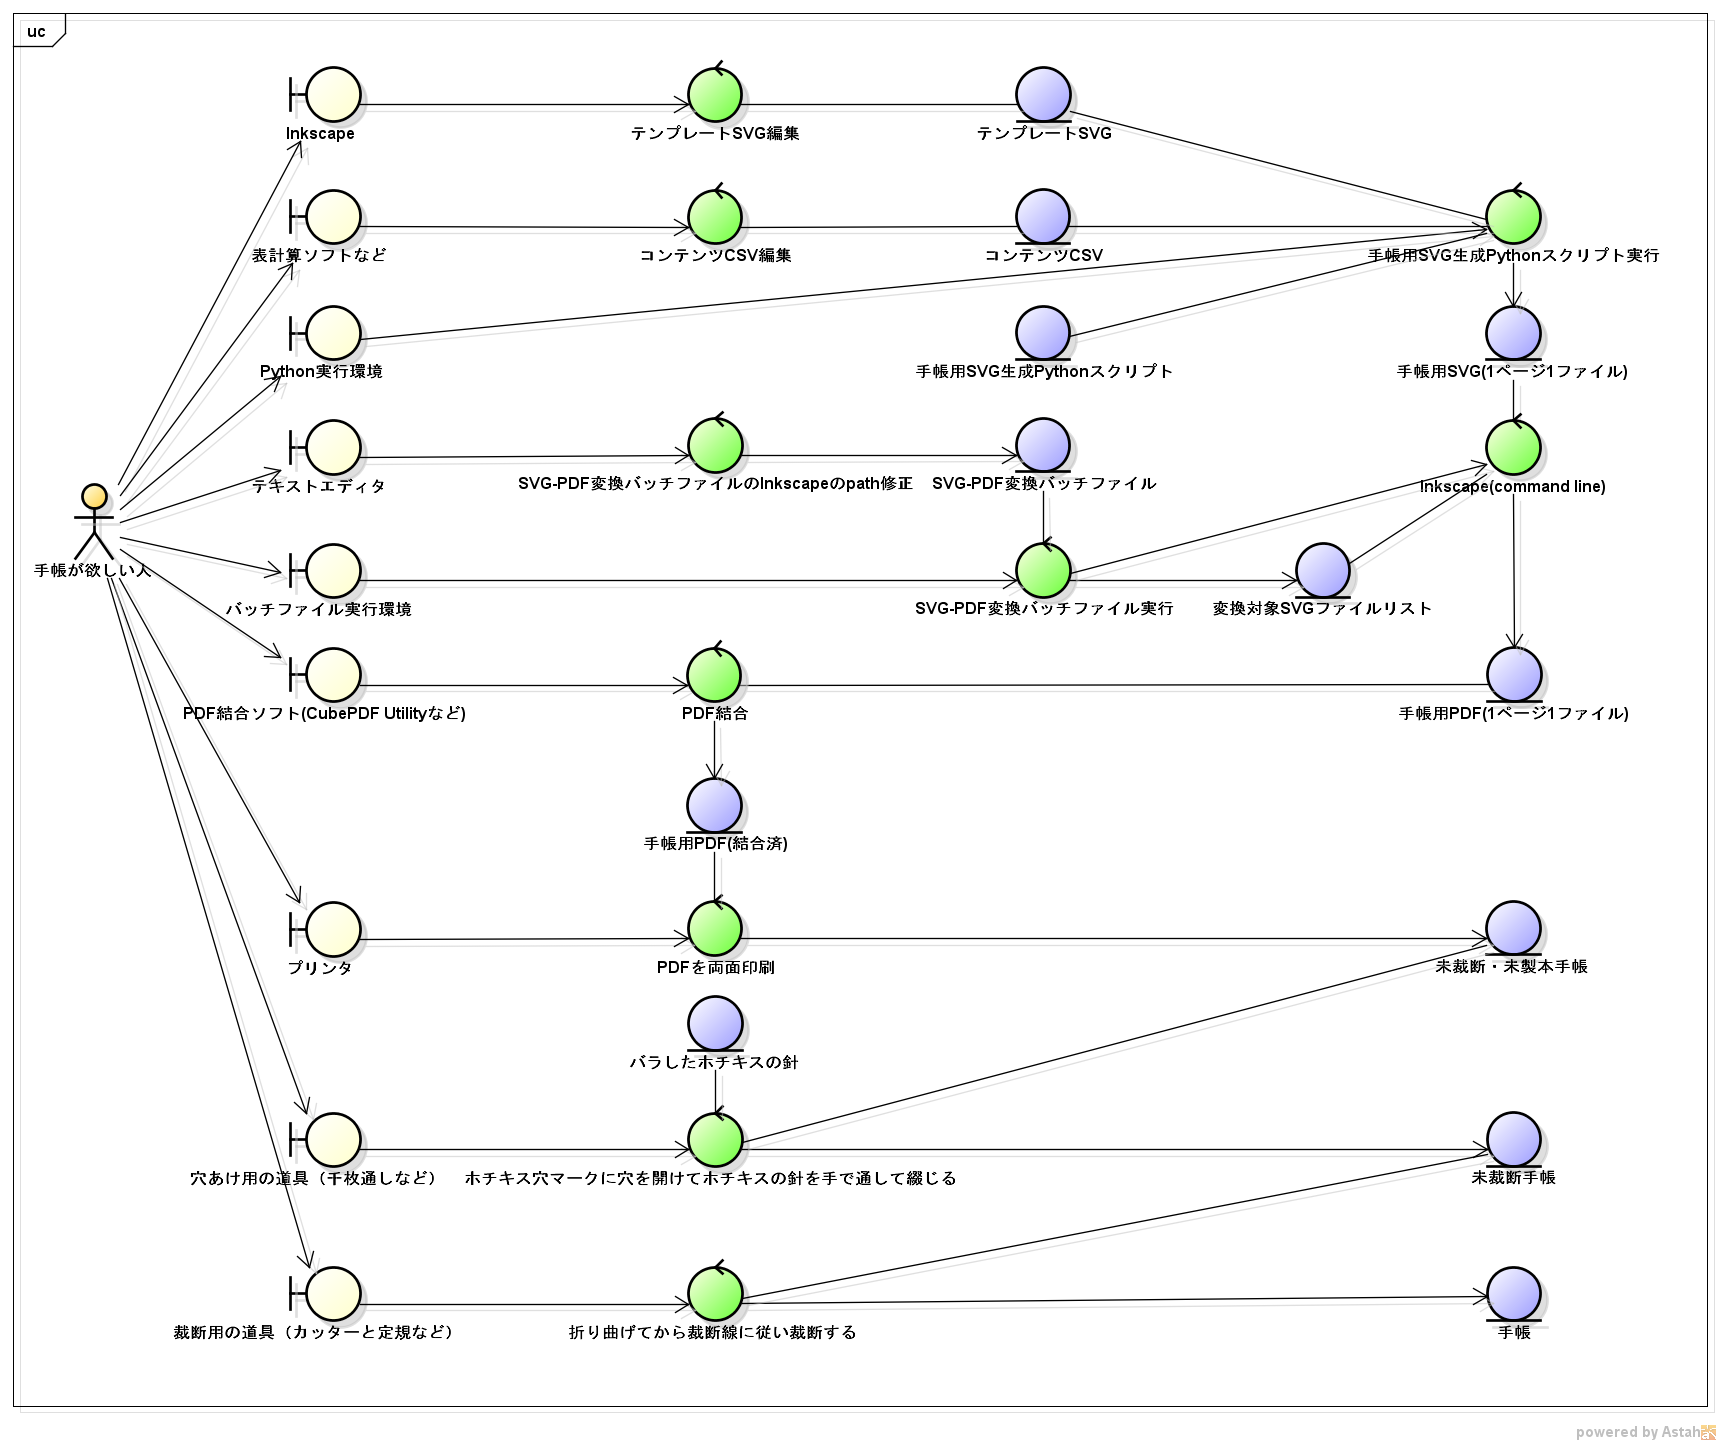 uc
Inkscape
テンプレートSVG編集
テンプレートSVG
表計算ソフトなど
コンテンツCSV編集
コンテンツCSV
手帳用SVG生成Pythonスクリプト実行
Python実行環境
手帳用SVG生成Pythonスクリプト
手帳用SVG(1ページ1ファイル)
テキストエディタ
SVG-PDF変換バッチファイルのInkscapeのpath修正
SVG-PDF変換バッチファイル
Inkscape(command line)
手帳が欲しい人
バッチファイル実行環境
SVG-PDF変換バッチファイル実行
変換対象SVGファイルリスト
PDF結合ソフト(CubePDF Utilityなど)
PDF結合
手帳用PDF(1ページ1ファイル)
手帳用PDF(結合済)
プリンタ
PDFを両面印刷
未裁断・未製本手帳
バラしたホチキスの針
穴あけ用の道具（千枚通しなど）
ホチキス穴マークに穴を開けてホチキスの針を手で通して綴じる
未裁断手帳
裁断用の道具（カッターと定規など）
折り曲げてから裁断線に従い裁断する
手帳
powered by Astah